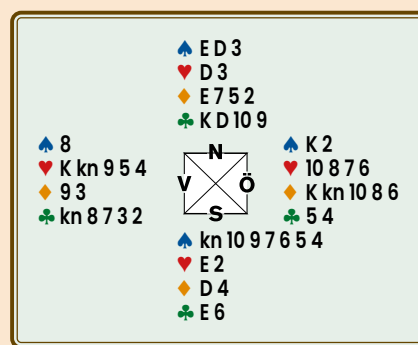 ♠ E D 3
♥ D 3
♦ E 7 5 2
♣ K D 10 9
♠ 8
♥ K kn 9 5 4
♦ 9 3
♣ kn 8 7 3 2
N
V Ö
S
♠ K 2
♥ 10 8 7 6
♦ K kn 10 8 6
♣ 5 4
♠ kn 10 9 7 6 5 4
♥ E 2
♦ D 4
♣ E 6